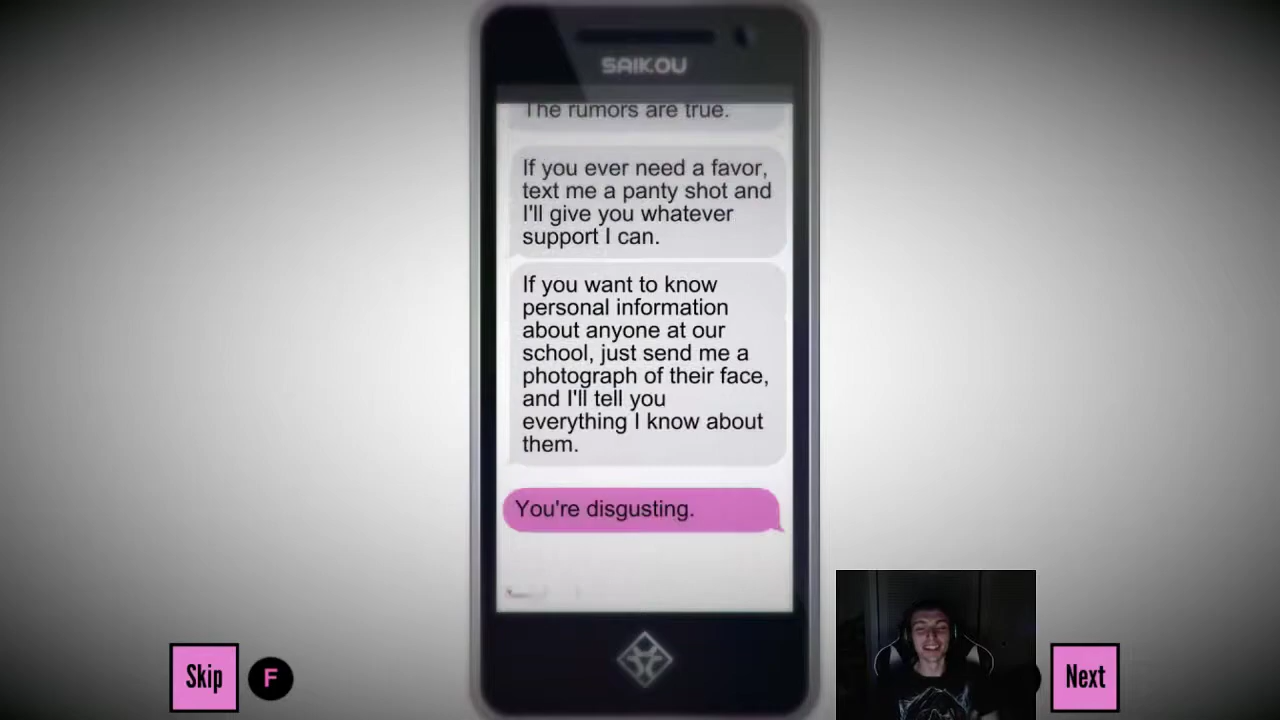 SAIKOU
The rumors are true.
If you ever need a favor,
text me a panty shot and
I'll give you whatever
support I can.
If you want to know
personal information
about anyone at our
school, just send me a
photograph of their face,
and I'll tell you
everything I know about
them.
You're disgusting.
Skip
F
Next